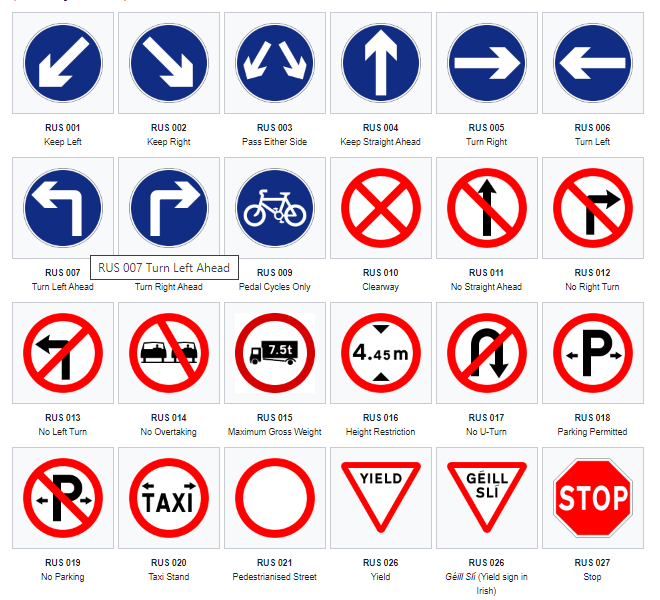 RUS 001
Keep Left
RUS 002
Keep Right
RUS 003
Pass Either Side
RUS 004
Keep Straight Ahead
RUS 005
Turn Right
RUS 006
Turn Left
RUS 007
Turn Left Ahead
RUS 007 Turn Left Ahead
Turn Right Ahead
RUS 009
Pedal Cycles Only
RUS 010
Clearway
RUS 011
No Straight Ahead
RUS 012
No Right Turn
RUS 013
No Left Turn
RUS 014
No Overtaking
7.5t
RUS 015
Maximum Gross Weight
4.45m
RUS 016
Height Restriction
RUS 017
No U-Turn
P
RUS 018
Parking Permitted
P
RUS 019
No Parking
TAXI
RUS 020
Taxi Stand
RUS 021
Pedestrianised Street
YIELD
RUS 026
Yield
GÉILL
SLÍ
RUS 026
Géill Slí (Yield sign in
Irish)
STOP
RUS 027
Stop